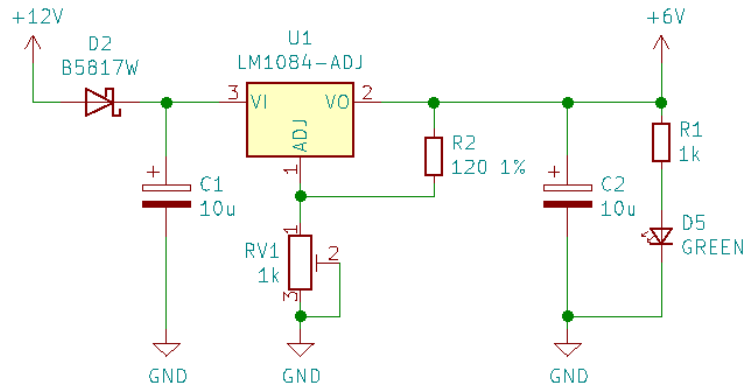 +12V
D2
B5817W
U1
LM1084-ADJ
3 VI VO 2
ADJ
1
+6V
R2
120 1%
R1
1k
C1
10u
C2
10u
D5
GREEN
1
RV1
1k
2
3
GND
GND
GND